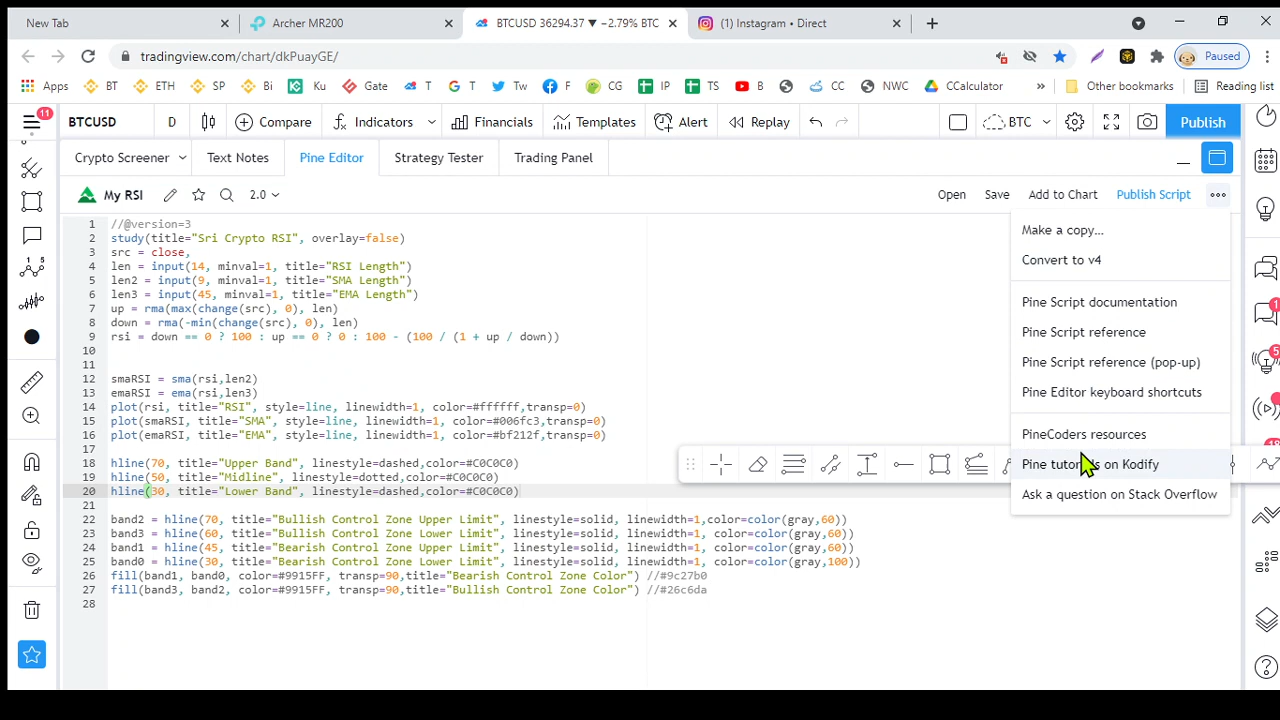 New Tab
Archer MR200
BTCUSD 36294.37 ▼ −2.79% BTC
Instagram • Direct
tradingview.com/chart/dkPuayGE/
Paused
Apps
BT
ETH
SP
Bi
Ku
Gate
T
T
Tw
F
CG
IP
TS
B
CC
NWC
CCalculator
»
Other bookmarks
Reading list
11
BTCUSD
D
Compare
Indicators
Financials
Templates
Alert
Replay
BTC
Publish
Crypto Screener
Text Notes
Pine Editor
Strategy Tester
Trading Panel
My RSI
2.0
Open
Save
Add to Chart
Publish Script
1 //@version=3
2 study(title="Sri Crypto RSI", overlay=false)
3 src = close,
4 len = input(14, minval=1, title="RSI Length")
5 len2 = input(9, minval=1, title="SMA Length")
6 len3 = input(45, minval=1, title="EMA Length")
7 up = rma(max(change(src), 0), len)
8 down = rma(-min(change(src), 0), len)
9 rsi = down == 0 ? 100 : up == 0 ? 0 : 100 - (100 / (1 + up / down))
10
11
12 smaRSI = sma(rsi,len2)
13 emaRSI = ema(rsi,len3)
14 plot(rsi, title="RSI", style=line, linewidth=1, color=#ffffff,transp=0)
15 plot(smaRSI, title="SMA", style=line, linewidth=1, color=#006fc3,transp=0)
16 plot(emaRSI, title="EMA", style=line, linewidth=1, color=#bf212f,transp=0)
17
18 hline(70, title="Upper Band", linestyle=dashed,color=#C0C0C0)
19 hline(50, title="Midline", linestyle=dotted,color=#C0C0C0)
20 hline(30, title="Lower Band", linestyle=dashed,color=#C0C0C0)
21
22 band2 = hline(70, title="Bullish Control Zone Upper Limit", linestyle=solid, linewidth=1,color=color(gray,60))
23 band3 = hline(60, title="Bullish Control Zone Lower Limit", linestyle=solid, linewidth=1, color=color(gray,60))
24 band1 = hline(45, title="Bearish Control Zone Upper Limit", linestyle=solid, linewidth=1, color=color(gray,60))
25 band0 = hline(30, title="Bearish Control Zone Lower Limit", linestyle=solid, linewidth=1, color=color(gray,100))
26 fill(band1, band0, color=#9915FF, transp=90,title="Bearish Control Zone Color") //#9c27b0
27 fill(band3, band2, color=#9915FF, transp=90,title="Bullish Control Zone Color") //#26c6da
28
Make a copy...
Convert to v4
Pine Script documentation
Pine Script reference
Pine Script reference (pop-up)
Pine Editor keyboard shortcuts
PineCoders resources
Pine tutorials on Kodify
Ask a question on Stack Overflow
1
5
18